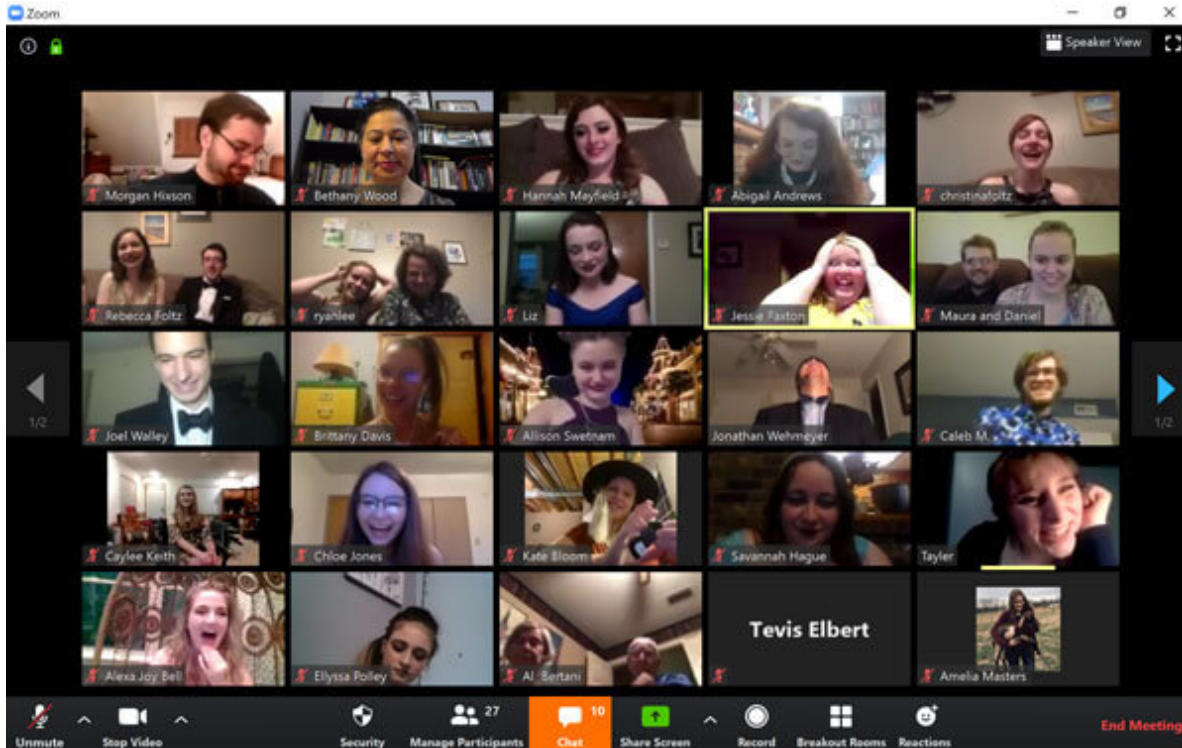 Zoom
Speaker View
Morgan Hixson
Bethany Wood
Hannah Mayfield
Abigail Andrews
christinafoltz
Rebecca Foltz
ryanlee
Liz
Jessie Paxton
Maura and Daniel
1/2
Joel Walley
Brittany Davis
Allison Swetnam
Jonathan Wehmeyer
Caleb M.
1/2
Caylee Keith
Chloe Jones
Kate Bloom
Savannah Hague
Tayler
Alexa Joy Bell
Ellyssa Polley
Al Bertani
Tevis Elbert
Amelia Masters
Unmute
Stop Video
Security
Manage Participants
27
Chat
10
Share Screen
Record
Breakout Rooms
Reactions
End Meeting